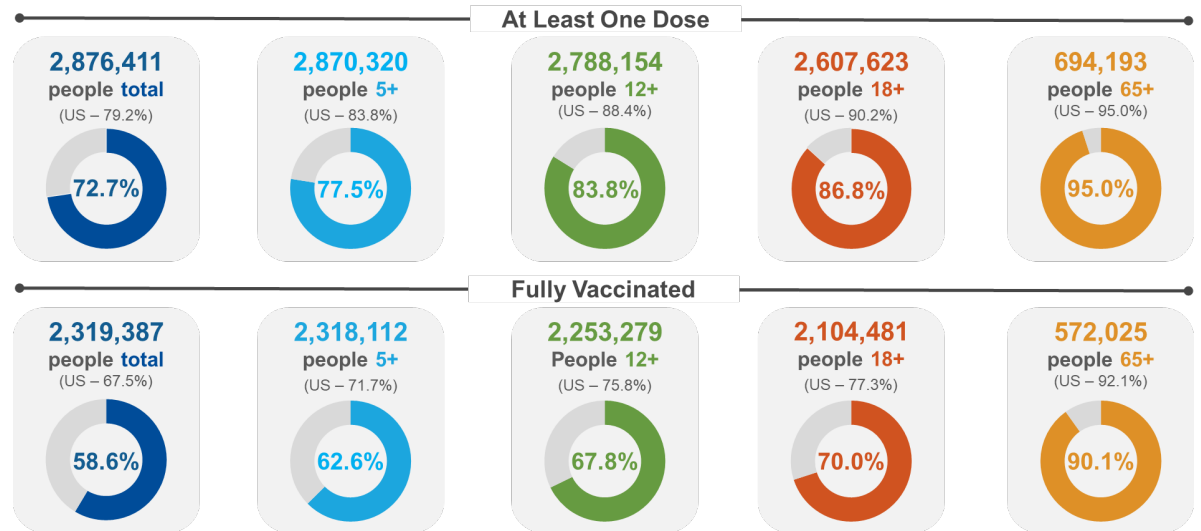 At Least One Dose
2,876,411
people total
(US – 79.2%)
72.7%
2,870,320
people 5+
(US – 83.8%)
77.5%
2,788,154
people 12+
(US – 88.4%)
83.8%
2,607,623
people 18+
(US – 90.2%)
86.8%
694,193
people 65+
(US – 95.0%)
95.0%
Fully Vaccinated
2,319,387
people total
(US – 67.5%)
58.6%
2,318,112
people 5+
(US – 71.7%)
62.6%
2,253,279
People 12+
(US – 75.8%)
67.8%
2,104,481
people 18+
(US – 77.3%)
70.0%
572,025
people 65+
(US – 92.1%)
90.1%